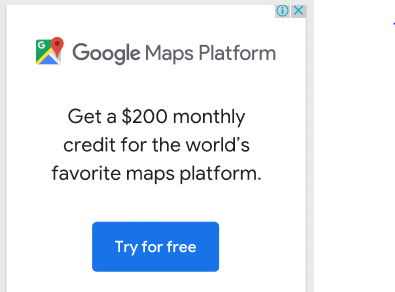 Google Maps Platform
Get a $200 monthly
credit for the world’s
favorite maps platform.
Try for free